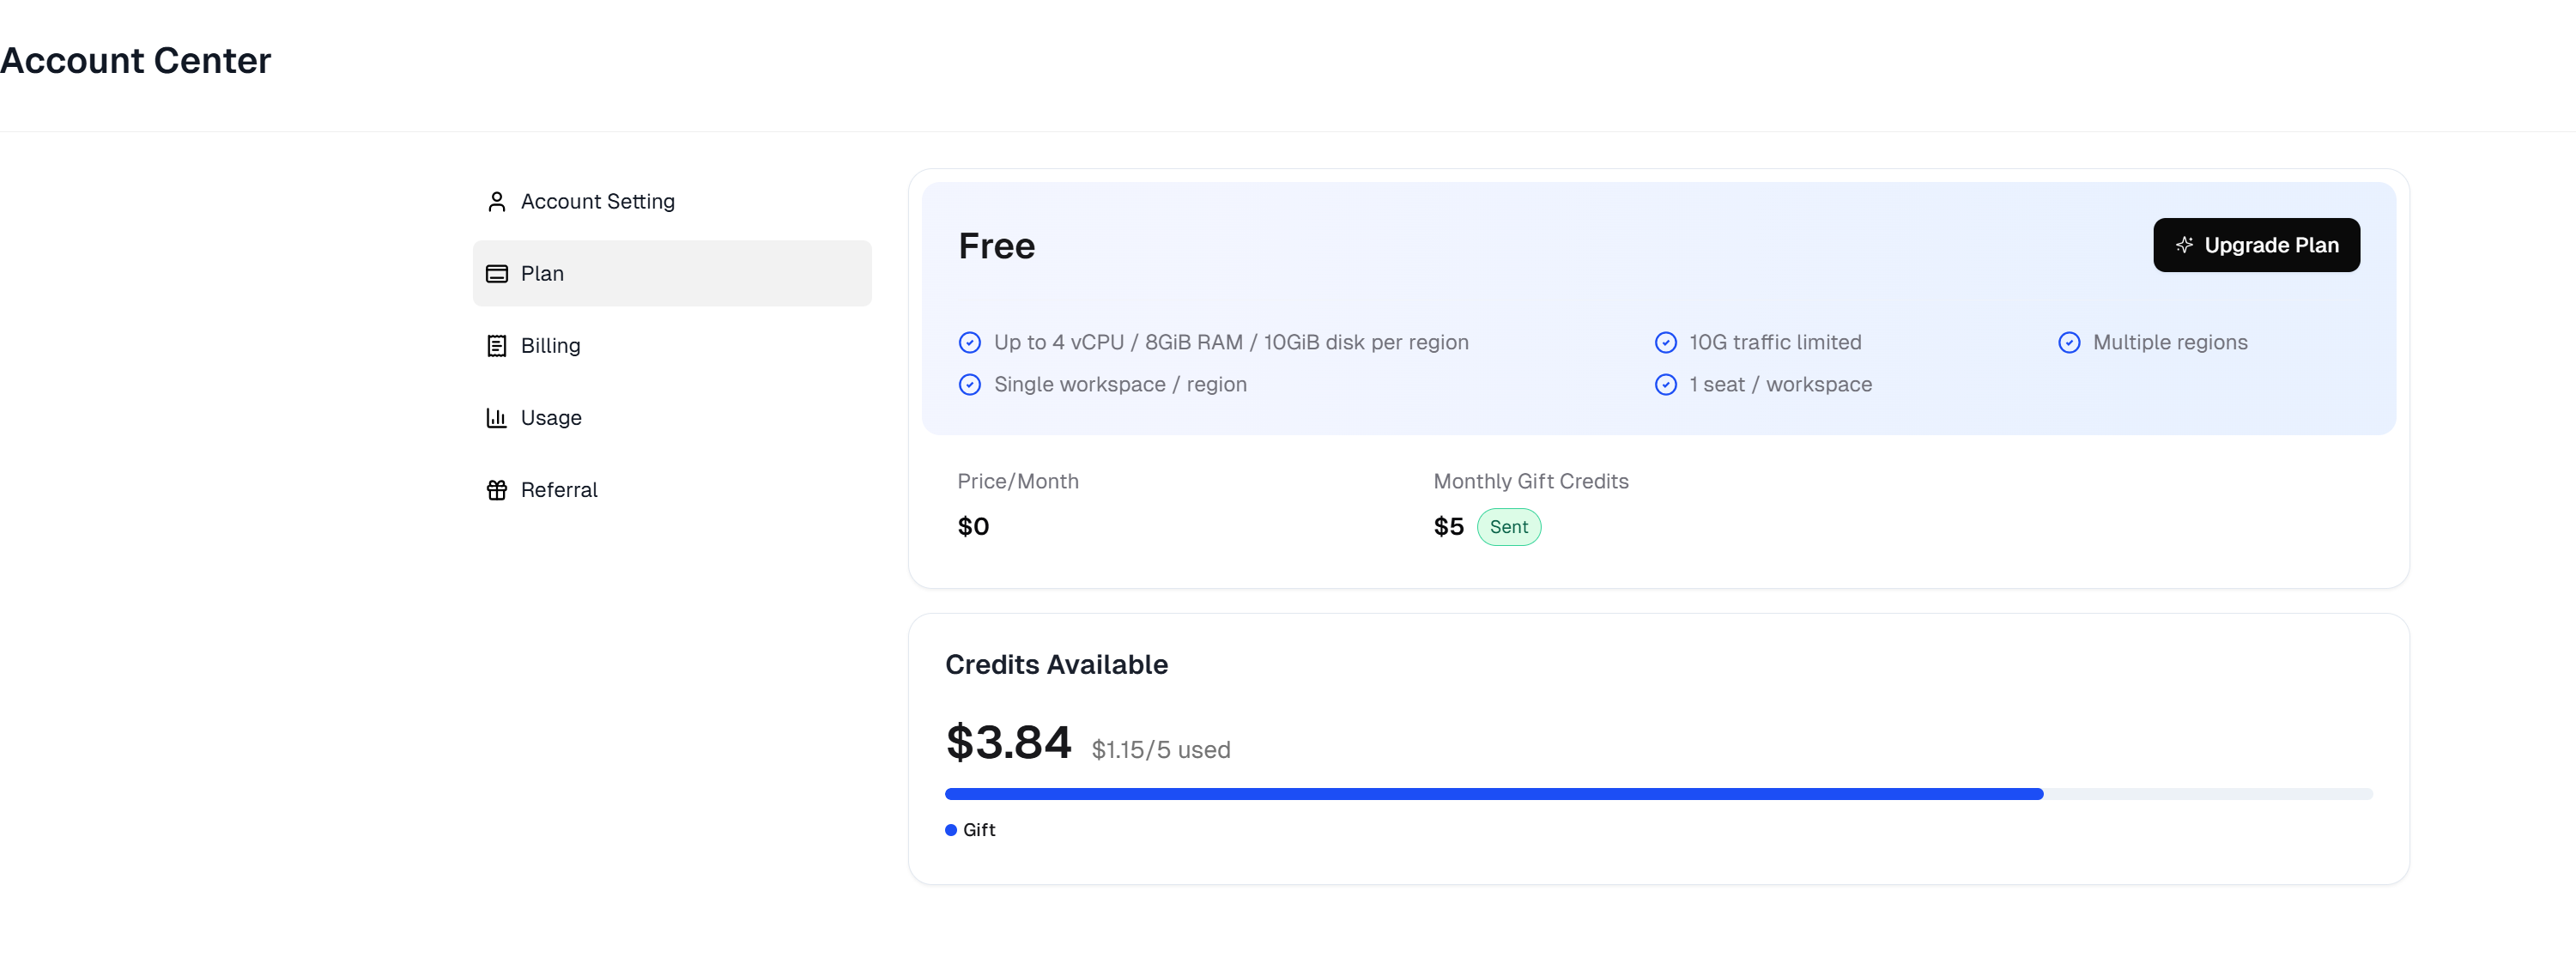 Account Center
Account Setting
Plan
Billing
Usage
Referral
Free
Upgrade Plan
Up to 4 vCPU / 8GiB RAM / 10GiB disk per region
10G traffic limited
Multiple regions
Single workspace / region
1 seat / workspace
Price/Month
Monthly Gift Credits
$0
$5 Sent
Credits Available
$3.84 $1.15/5 used
Gift